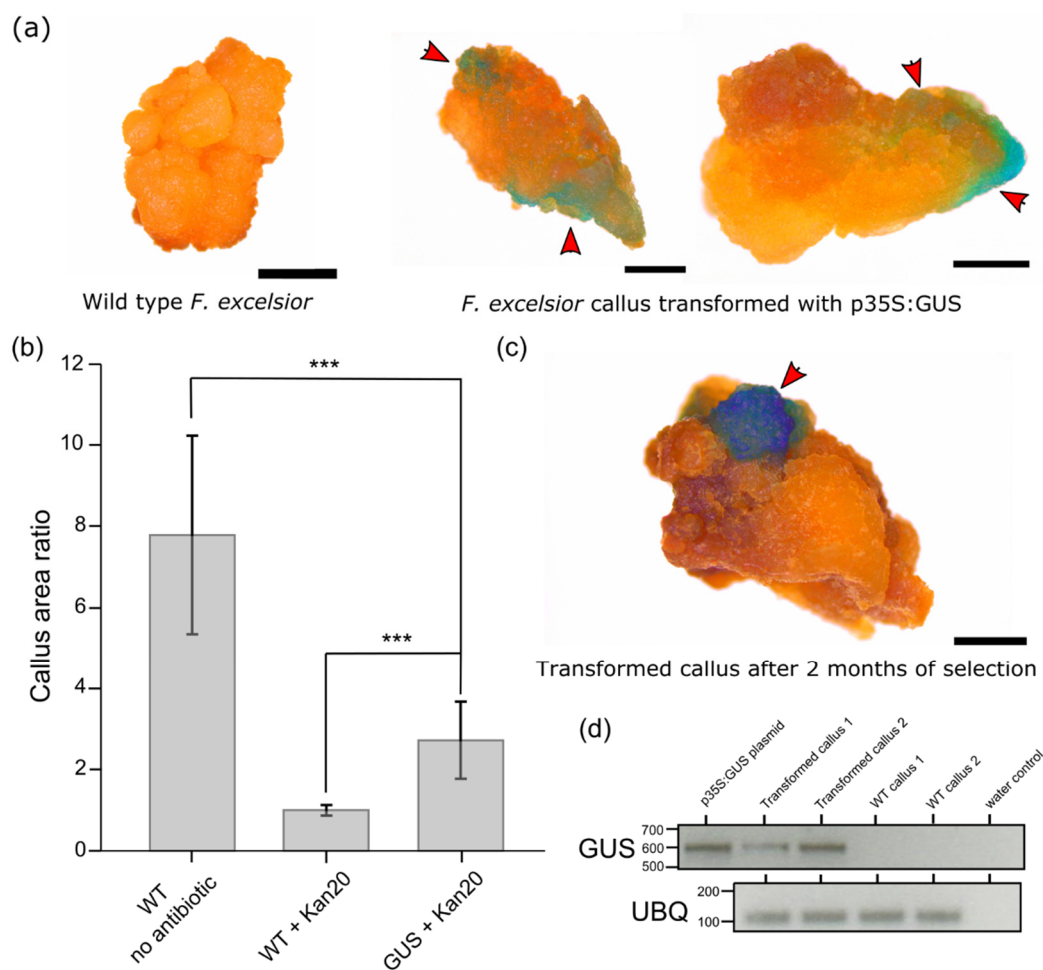 (a)
Wild type F. excelsior
F. excelsior callus transformed with p35S:GUS
(b)
12
10
8
6
4
2
0
Callus area ratio
***
***
WT
no antibiotic
WT + Kan20
GUS + Kan20
(c)
Transformed callus after 2 months of selection
(d)
p35S:GUS plasmid
Transformed callus 1
Transformed callus 2
WT callus 1
WT callus 2
water control
GUS
700
600
500
UBQ
200
100